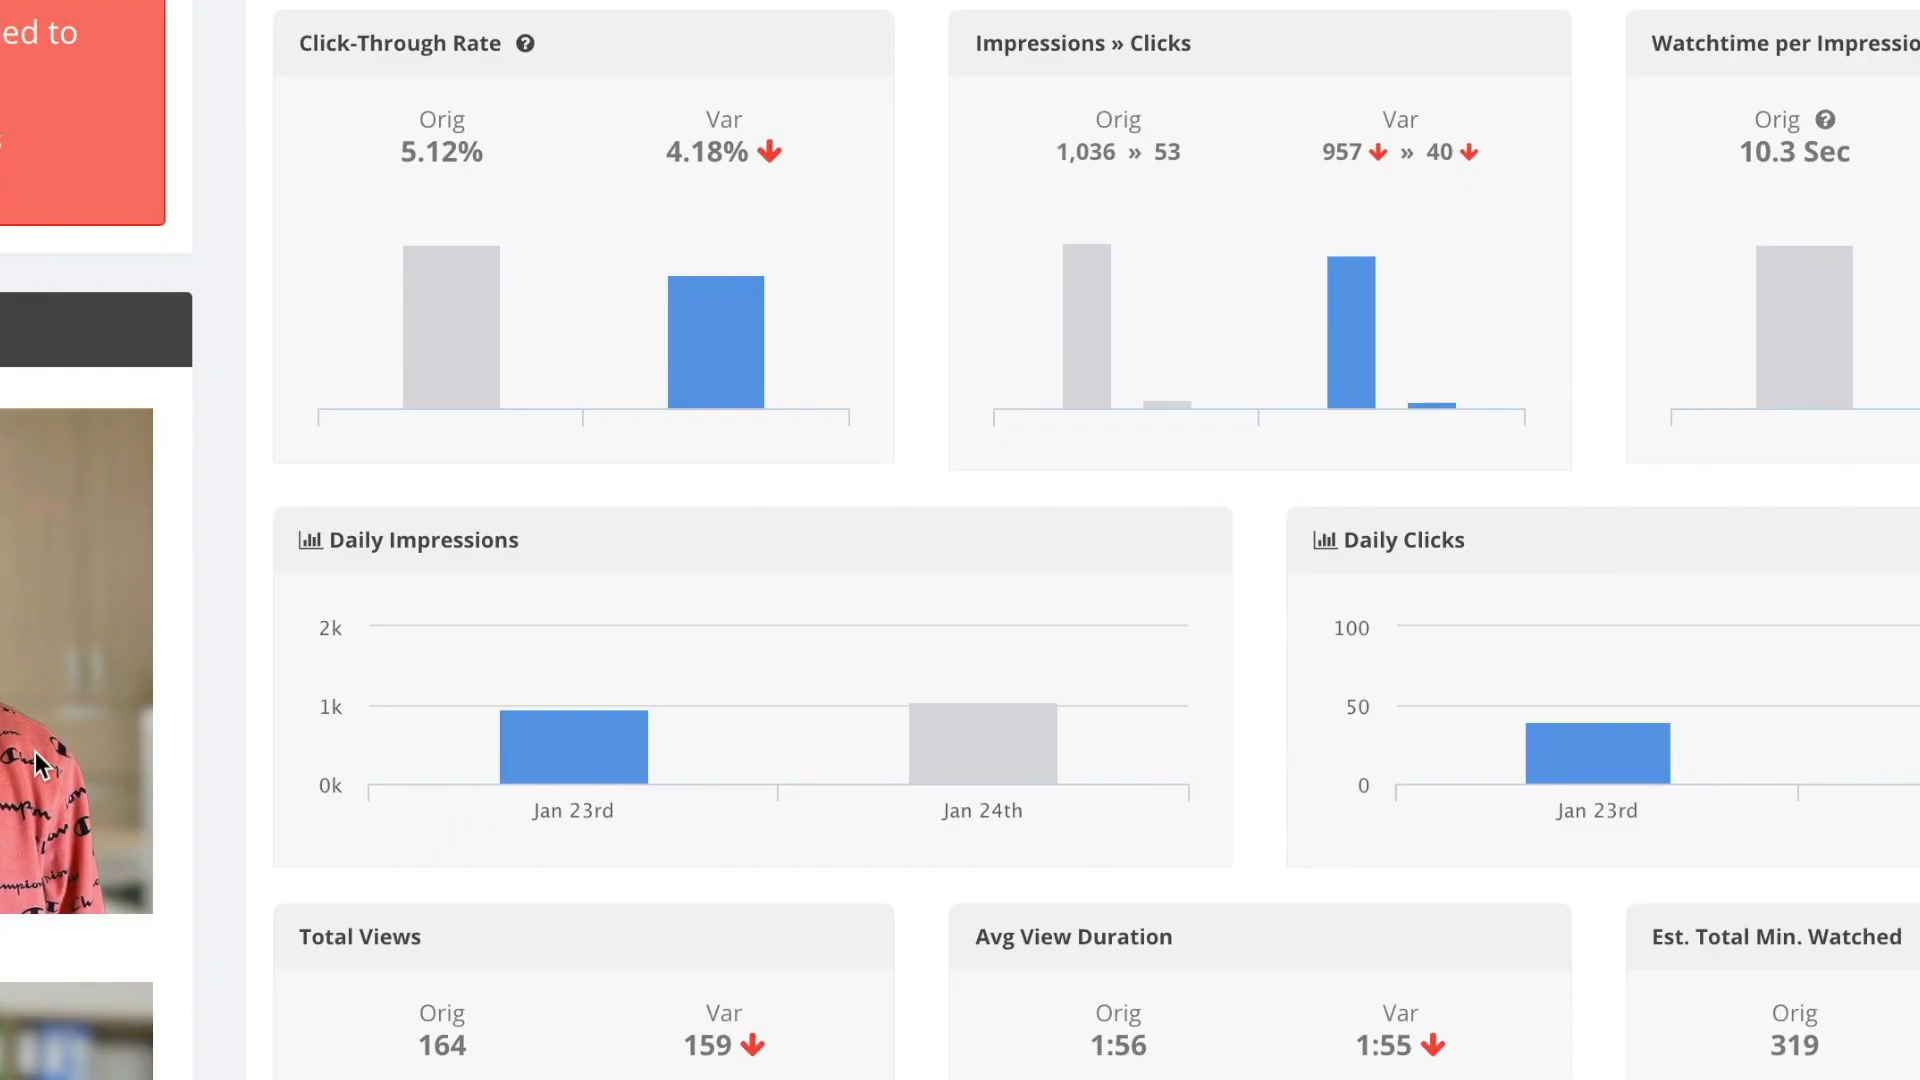 ed to
Click-Through Rate ?
Orig Var
5.12% 4.18%
Impressions » Clicks
Orig Var
1,036 » 53 957 » 40
Watchtime per Impressio
Orig ?
10.3 Sec
Daily Impressions
2k
1k
0k
Jan 23rd Jan 24th
Daily Clicks
100
50
0
Jan 23rd
Total Views
Orig Var
164 159
Avg View Duration
Orig Var
1:56 1:55
Est. Total Min. Watched
Orig
319